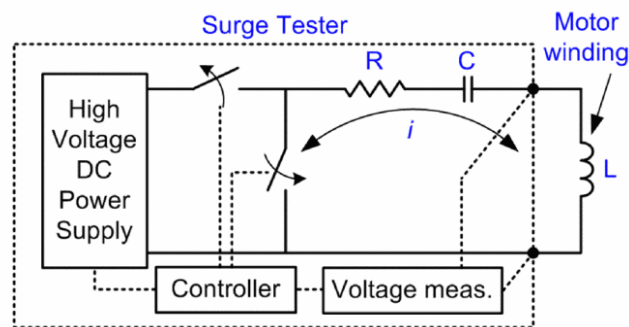 Surge Tester
Motor
winding
High
Voltage
DC
Power
Supply
R
C
i
L
Controller
Voltage meas.